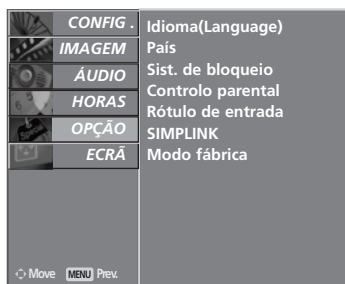 CONFIG .
IMAGEM
ÁUDIO
HORAS
OPÇÃO
ECRÃ
Idioma(Language)
País
Sist. de bloqueio
Controlo parental
Rótulo de entrada
SIMPLINK
Modo fábrica
Move MENU Prev.